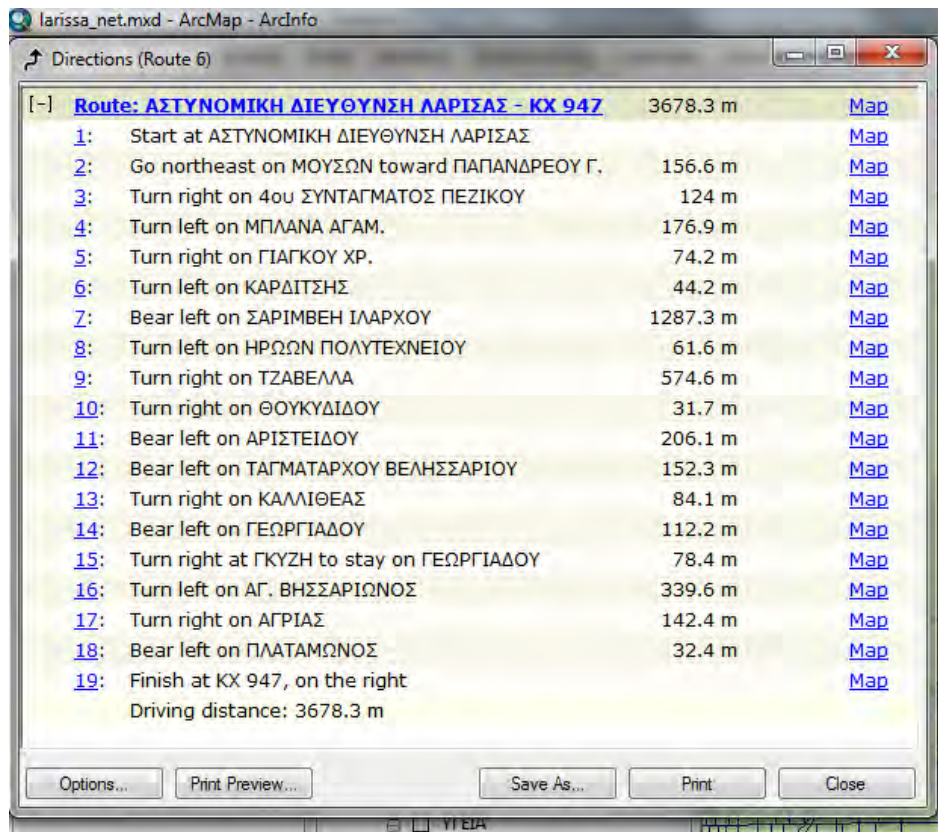 larissa_net.mxd - ArcMap - ArcInfo
Directions (Route 6)
[-] Route: ΑΣΤΥΝΟΜΙΚΗ ΔΙΕΥΘΥΝΣΗ ΛΑΡΙΣΑΣ - ΚΧ 947 3678.3 m Map
1: Start at ΑΣΤΥΝΟΜΙΚΗ ΔΙΕΥΘΥΝΣΗ ΛΑΡΙΣΑΣ Map
2: Go northeast on ΜΟΥΣΩΝ toward ΠΑΠΑΝΔΡΕΟΥ Γ. 156.6 m Map
3: Turn right on 4ου ΣΥΝΤΑΓΜΑΤΟΣ ΠΕΖΙΚΟΥ 124 m Map
4: Turn left on ΜΠΛΑΝΑ ΑΓΑΜ. 176.9 m Map
5: Turn right on ΓΙΑΓΚΟΥ ΧΡ. 74.2 m Map
6: Turn left on ΚΑΡΔΙΤΣΗΣ 44.2 m Map
7: Bear left on ΣΑΡΙΜΒΕΗ ΙΛΑΡΧΟΥ 1287.3 m Map
8: Turn left on ΗΡΩΩΝ ΠΟΛΥΤΕΧΝΕΙΟΥ 61.6 m Map
9: Turn right on ΤΖΑΒΕΛΛΑ 574.6 m Map
10: Turn right on ΘΟΥΚΥΔΙΔΟΥ 31.7 m Map
11: Bear left on ΑΡΙΣΤΕΙΔΟΥ 206.1 m Map
12: Bear left on ΤΑΓΜΑΤΑΡΧΟΥ ΒΕΛΗΣΣΑΡΙΟΥ 152.3 m Map
13: Turn right on ΚΑΛΛΙΘΕΑΣ 84.1 m Map
14: Bear left on ΓΕΩΡΓΙΑΔΟΥ 112.2 m Map
15: Turn right at ΓΚΥΖΗ to stay on ΓΕΩΡΓΙΑΔΟΥ 78.4 m Map
16: Turn left on ΑΓ. ΒΗΣΣΑΡΙΩΝΟΣ 339.6 m Map
17: Turn right on ΑΓΡΙΑΣ 142.4 m Map
18: Bear left on ΠΛΑΤΑΜΩΝΟΣ 32.4 m Map
19: Finish at ΚΧ 947, on the right Map
Driving distance: 3678.3 m
Options... Print Preview... Save As... Print Close
ΥΓΕΙΑ